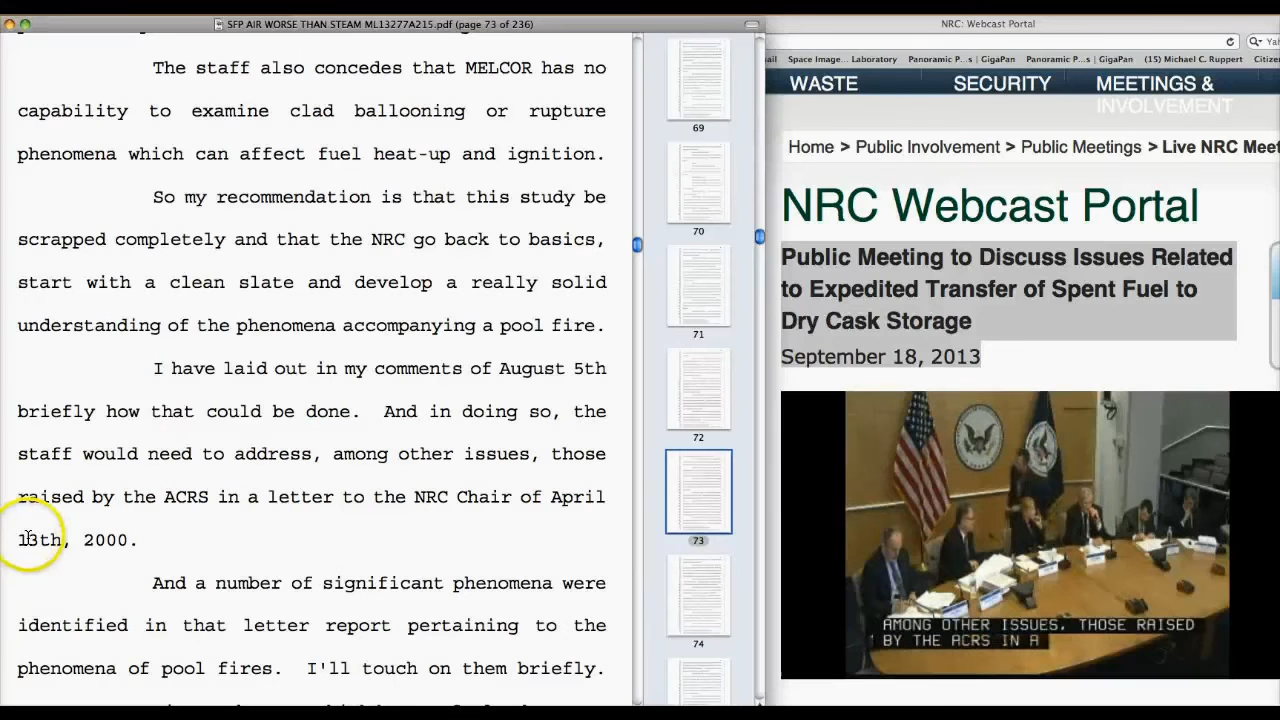 SFP AIR WORSE THAN STEAM ML13277A215.pdf (page 73 of 236)
The staff also concedes that MELCOR has no
capability to examine clad ballooning or rupture
phenomena which can affect fuel heat-up and ignition.
So my recommendation is that this study be
scrapped completely and that the NRC go back to basics,
start with a clean slate and develop a really solid
understanding of the phenomena accompanying a pool fire.
I have laid out in my comments of August 5th
briefly how that could be done. And in doing so, the
staff would need to address, among other issues, those
raised by the ACRS in a letter to the NRC Chair of April
13th, 2000.
And a number of significant phenomena were
identified in that letter report pertaining to the
phenomena of pool fires. I'll touch on them briefly.
69
70
71
72
73
74
NRC: Webcast Portal
Yah
ail Space Image... Laboratory Panoramic P...s | GigaPan Panoramic P...s | GigaPan (15) Michael C. Ruppert Citizen
WASTE SECURITY MEETINGS &
INVOLVEMENT
Home > Public Involvement > Public Meetings > Live NRC Meet
NRC Webcast Portal
Public Meeting to Discuss Issues Related
to Expedited Transfer of Spent Fuel to
Dry Cask Storage
September 18, 2013
AMONG OTHER ISSUES, THOSE RAISED
BY THE ACRS IN A